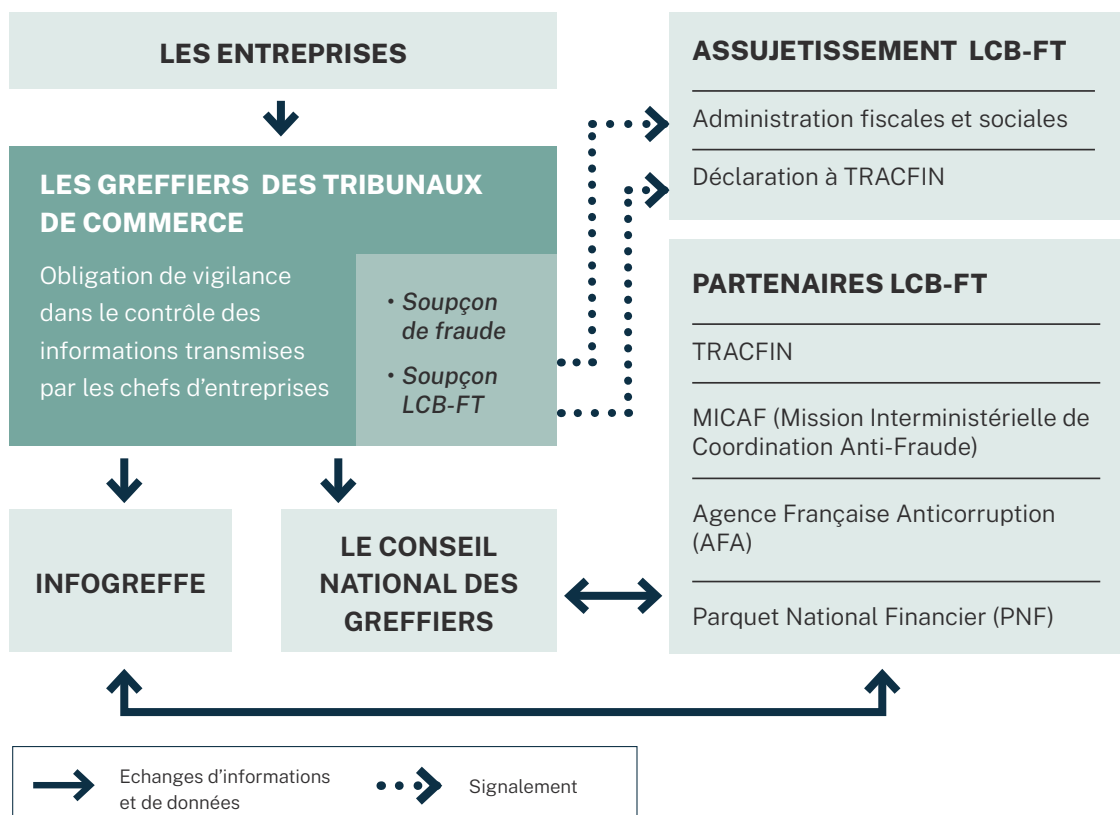 LES ENTREPRISES
LES GREFFIERS DES TRIBUNAUX
DE COMMERCE
Obligation de vigilance
dans le contrôle des
informations transmises
par les chefs d’entreprises
• Soupçon
de fraude
• Soupçon
LCB-FT
INFOGREFFE
LE CONSEIL
NATIONAL DES
GREFFIERS
ASSUJETISSEMENT LCB-FT
Administration fiscales et sociales
Déclaration à TRACFIN
PARTENAIRES LCB-FT
TRACFIN
MICAF (Mission Interministérielle de
Coordination Anti-Fraude)
Agence Française Anticorruption
(AFA)
Parquet National Financier (PNF)
Echanges d’informations
et de données
Signalement